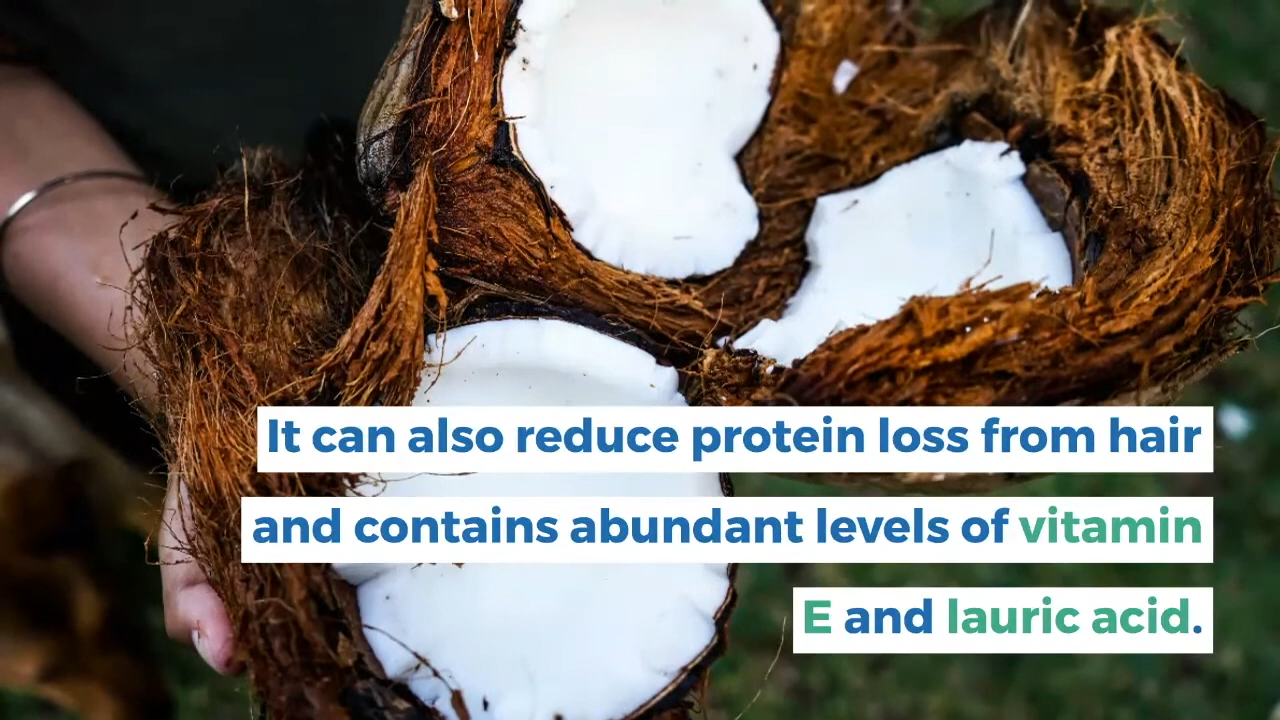 It can also reduce protein loss from hair
and contains abundant levels of vitamin
E and lauric acid.